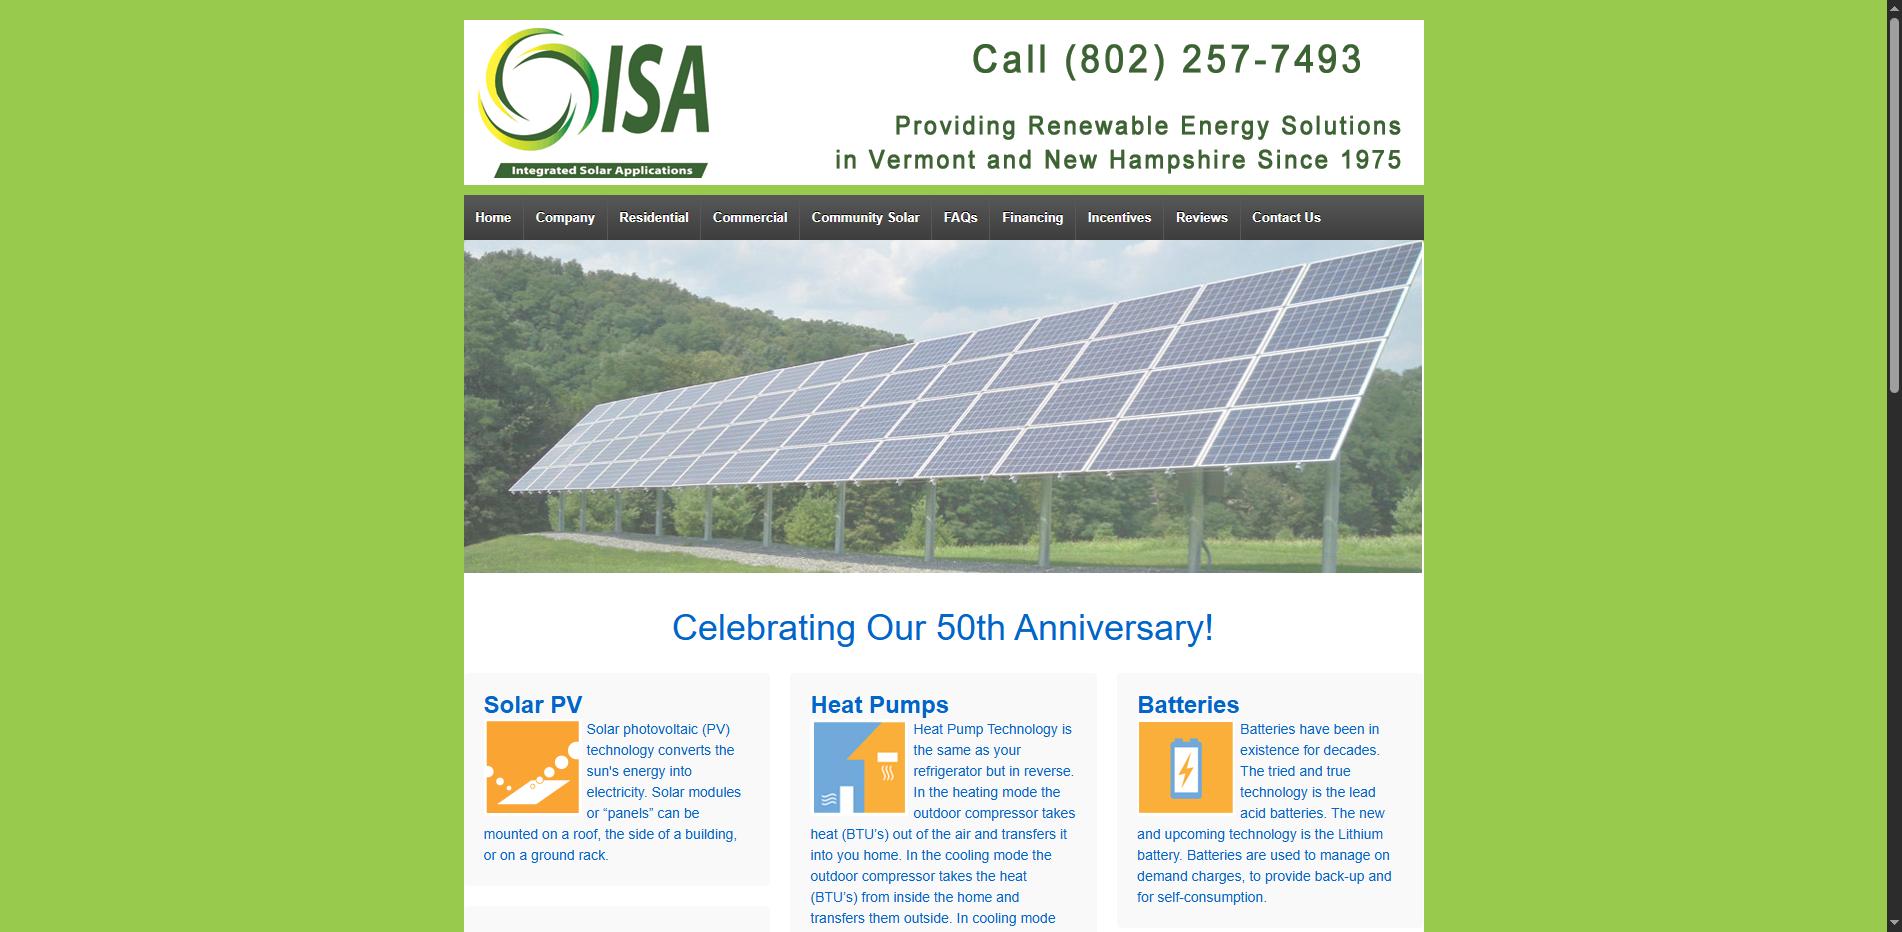 ISA
Integrated Solar Applications
Call (802) 257-7493
Providing Renewable Energy Solutions
in Vermont and New Hampshire Since 1975
Home Company Residential Commercial Community Solar FAQs Financing Incentives Reviews Contact Us
Celebrating Our 50th Anniversary!
Solar PV
Solar photovoltaic (PV)
technology converts the
sun's energy into
electricity. Solar modules
or “panels” can be
mounted on a roof, the side of a building,
or on a ground rack.
Heat Pumps
Heat Pump Technology is
the same as your
refrigerator but in reverse.
In the heating mode the
outdoor compressor takes
heat (BTU’s) out of the air and transfers it
into you home. In the cooling mode the
outdoor compressor takes the heat
(BTU’s) from inside the home and
transfers them outside. In cooling mode
Batteries
Batteries have been in
existence for decades.
The tried and true
technology is the lead
acid batteries. The new
and upcoming technology is the Lithium
battery. Batteries are used to manage on
demand charges, to provide back-up and
for self-consumption.